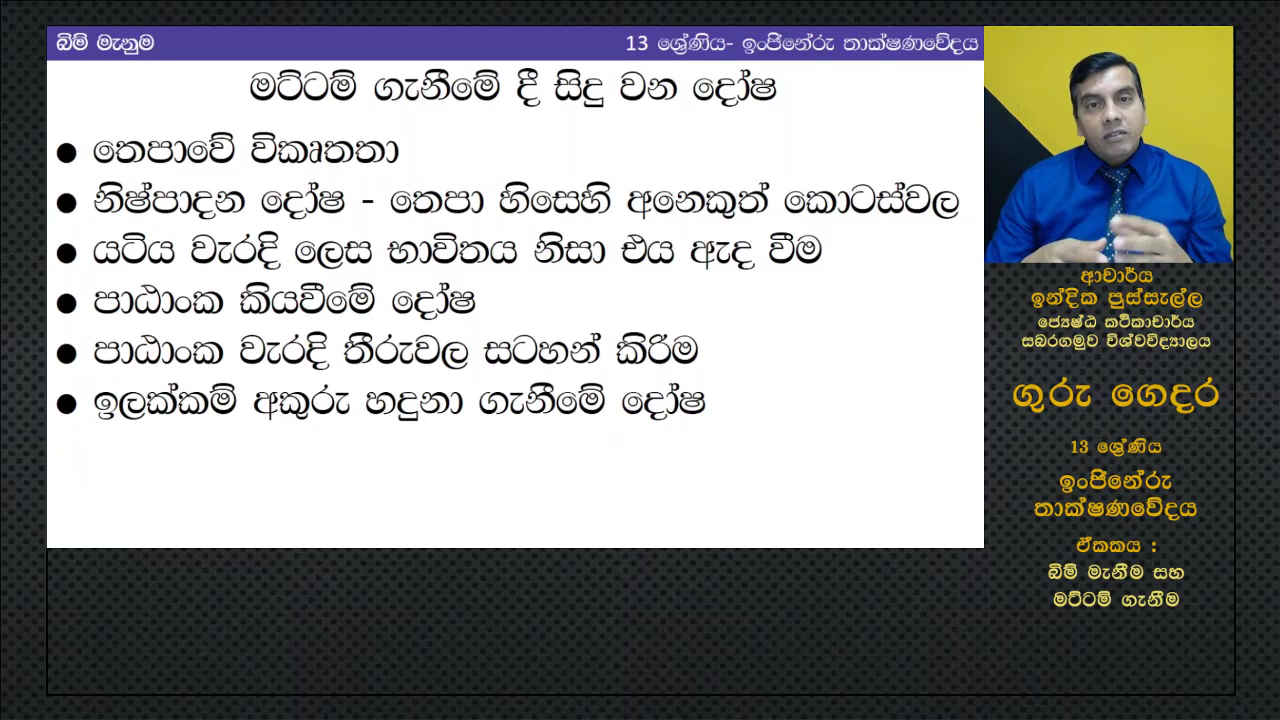 බිම් මැනුම
13 ශ්‍රේණිය- ඉංජිනේරු තාක්ෂණවේදය
මට්ටම් ගැනීමේ දී සිදු වන දෝෂ
● තෙපාවේ විකෘතතා
● නිෂ්පාදන දෝෂ - තෙපා හිසෙහි අනෙකුත් කොටස්වල
● යටිය වැරදි ලෙස භාවිතය නිසා එය ඇද වීම
● පාඨාංක කියවීමේ දෝෂ
● පාඨාංක වැරදි තීරුවල සටහන් කිරිම
● ඉලක්කම් අකුරු හදුනා ගැනීමේ දෝෂ
ආචාර්ය
ඉන්දික පුස්සැල්ල
ජ්‍යෙෂ්ඨ කථිකාචාර්ය
සබරගමුව විශ්වවිද්‍යාලය
ගුරු ගෙදර
13 ශ්‍රේණිය
ඉංජිනේරු
තාක්ෂණවේදය
ඒකකය :
බිම් මැනීම සහ
මට්ටම් ගැනීම